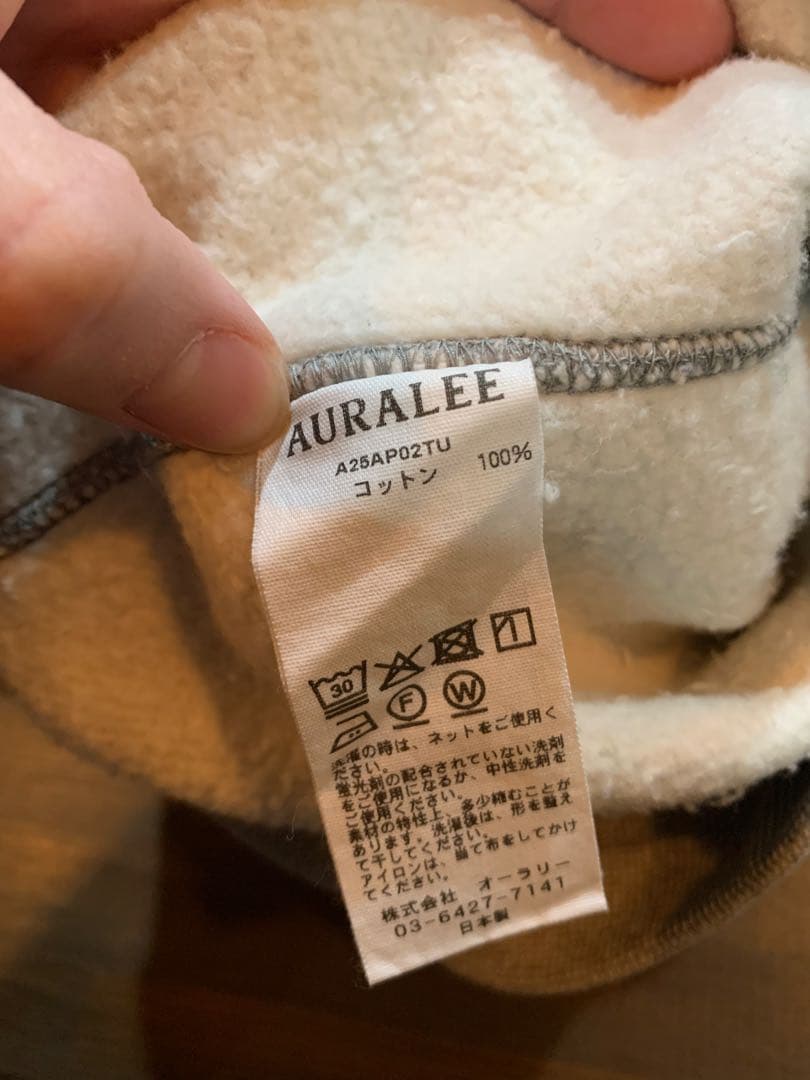 AURALEE
A25AP02TU
コットン 100%
30
F W
洗濯の時は、ネットをご使用く
ださい。
蛍光剤の配合されていない洗剤
をご使用になるか、中性洗剤を
ご使用ください。
素材の特性上、多少縮むことが
あります。洗濯後は、形を整え
て干してください。
アイロンは、当て布をしてかけ
てください。
株式会社 オーラリー
03-6427-7141
日本製